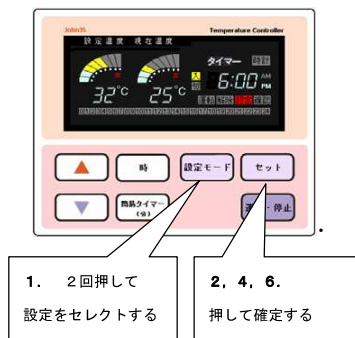 John35 Temperature Controller
設定温度 現在温度
タイマー 時計
入
6:00 AM
PM
32°C 25°C
時 設定モード セット
簡易タイマー
(分)
停止
1. 2回押して
設定をセレクトする
2, 4, 6.
押して確定する